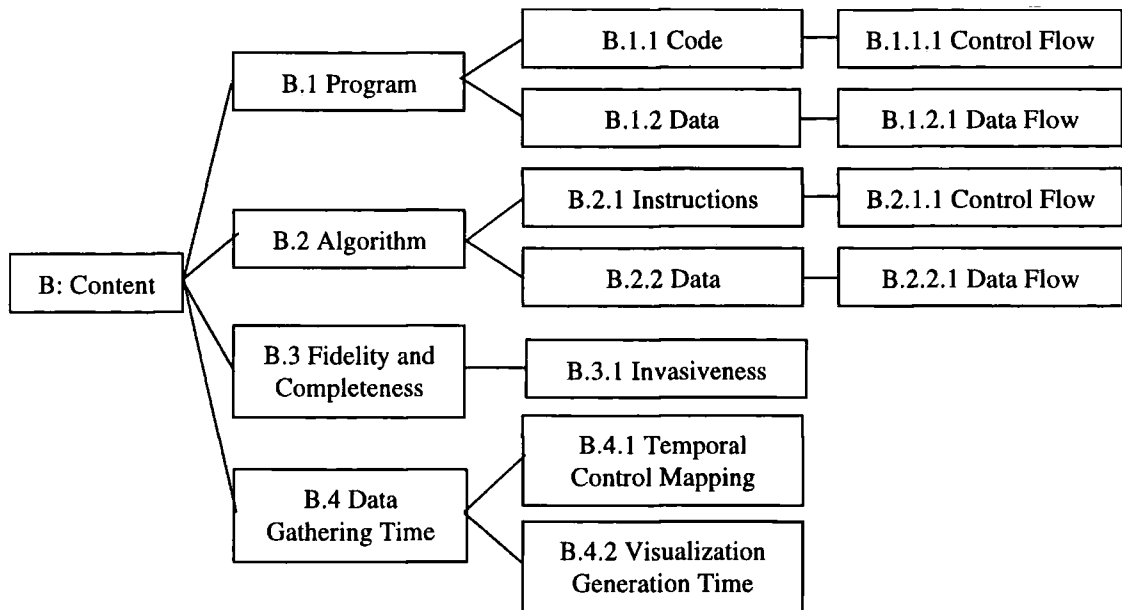 B: Content
B.1 Program
B.1.1 Code
B.1.1.1 Control Flow
B.1.2 Data
B.1.2.1 Data Flow
B.2 Algorithm
B.2.1 Instructions
B.2.1.1 Control Flow
B.2.2 Data
B.2.2.1 Data Flow
B.3 Fidelity and
Completeness
B.3.1 Invasiveness
B.4 Data
Gathering Time
B.4.1 Temporal
Control Mapping
B.4.2 Visualization
Generation Time